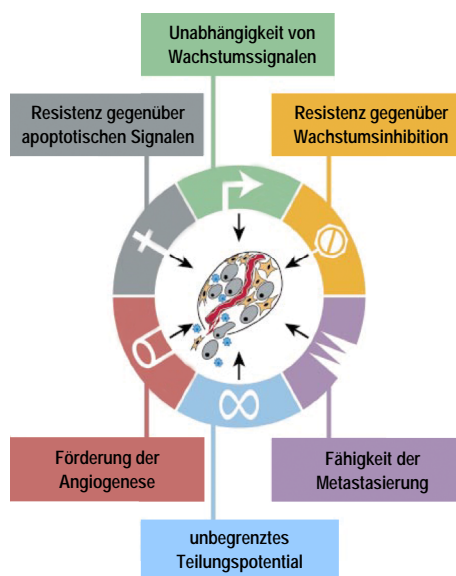 Unabhängigkeit von
Wachstumssignalen
Resistenz gegenüber
apoptotischen Signalen
Resistenz gegenüber
Wachstumsinhibition
Förderung der
Angiogenese
Fähigkeit der
Metastasierung
unbegrenztes
Teilungspotential